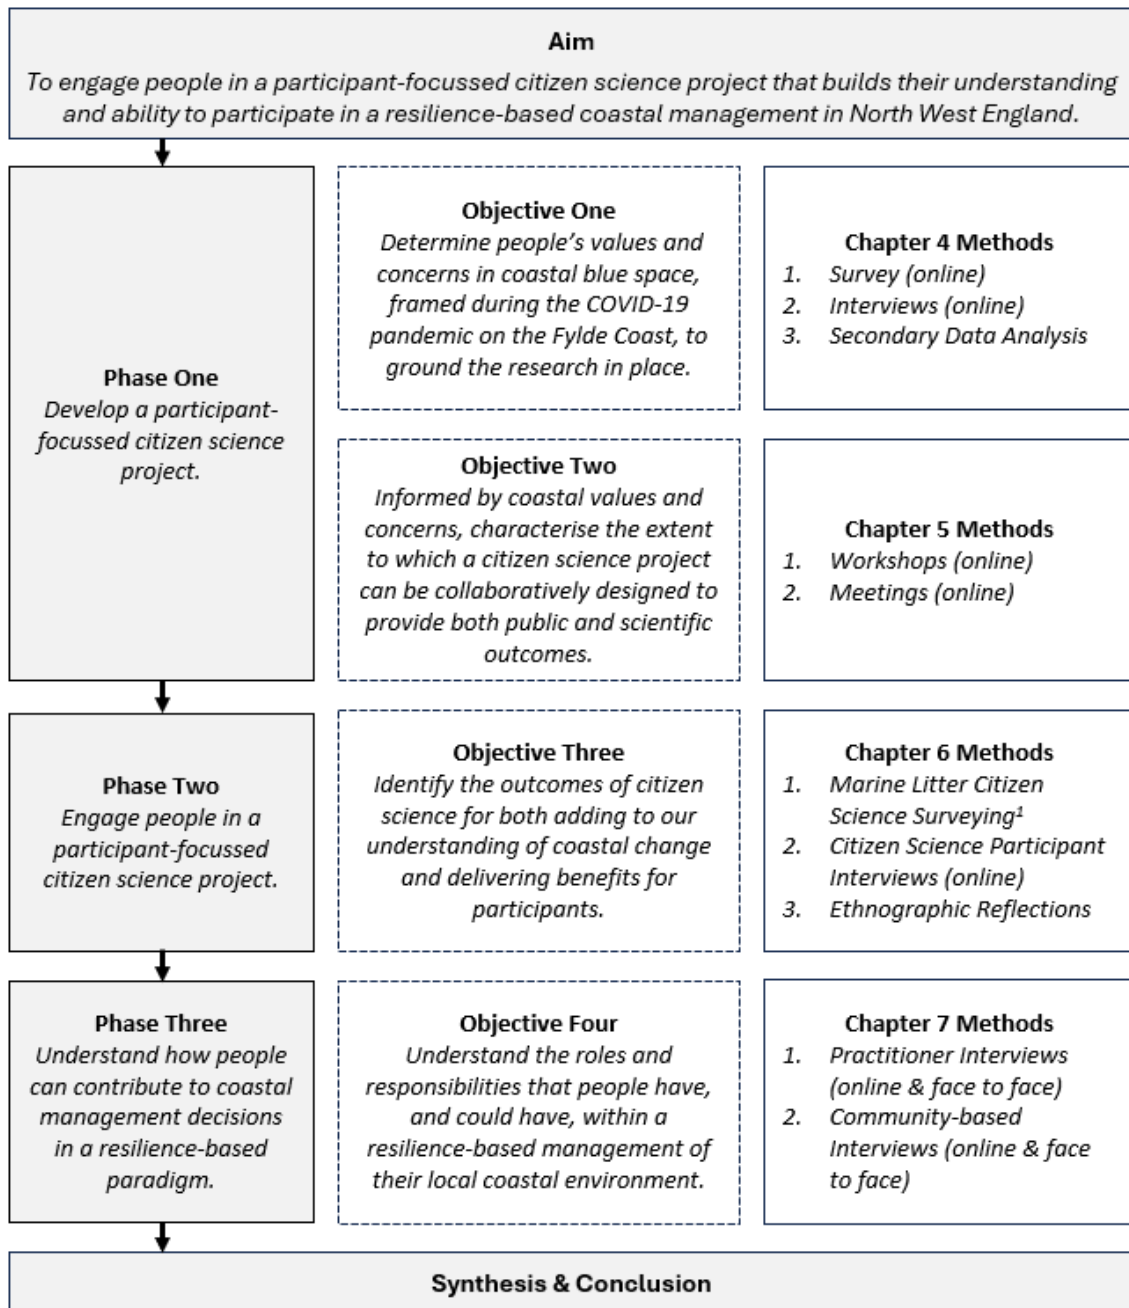 Aim
To engage people in a participant-focussed citizen science project that builds their understanding
and ability to participate in a resilience-based coastal management in North West England.
Phase One
Develop a participant-
focussed citizen science
project.
Objective One
Determine people's values and
concerns in coastal blue space,
framed during the COVID-19
pandemic on the Fylde Coast, to
ground the research in place.
Chapter 4 Methods
1. Survey (online)
2. Interviews (online)
3. Secondary Data Analysis
Objective Two
Informed by coastal values and
concerns, characterise the extent
to which a citizen science project
can be collaboratively designed to
provide both public and scientific
outcomes.
Chapter 5 Methods
1. Workshops (online)
2. Meetings (online)
Phase Two
Engage people in a
participant-focussed
citizen science project.
Objective Three
Identify the outcomes of citizen
science for both adding to our
understanding of coastal change
and delivering benefits for
participants.
Chapter 6 Methods
1. Marine Litter Citizen
Science Surveying¹
2. Citizen Science Participant
Interviews (online)
3. Ethnographic Reflections
Phase Three
Understand how people
can contribute to coastal
management decisions
in a resilience-based
paradigm.
Objective Four
Understand the roles and
responsibilities that people have,
and could have, within a
resilience-based management of
their local coastal environment.
Chapter 7 Methods
1. Practitioner Interviews
(online & face to face)
2. Community-based
Interviews (online & face
to face)
Synthesis & Conclusion